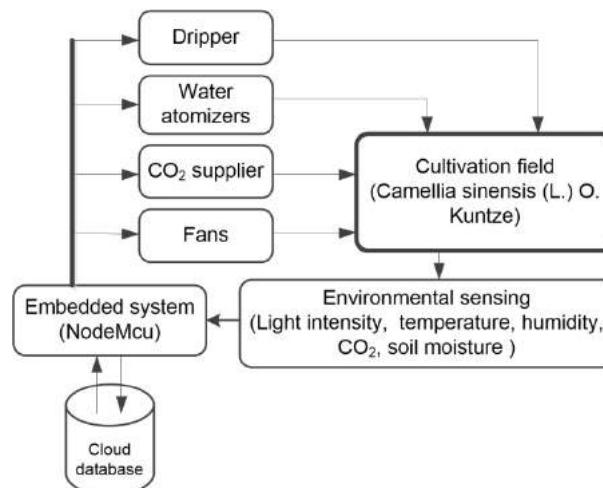 Dripper
Water
atomizers
CO₂ supplier
Fans
Cultivation field
(Camellia sinensis (L.) O.
Kuntze)
Environmental sensing
(Light intensity, temperature, humidity,
CO₂, soil moisture )
Embedded system
(NodeMcu)
Cloud
database